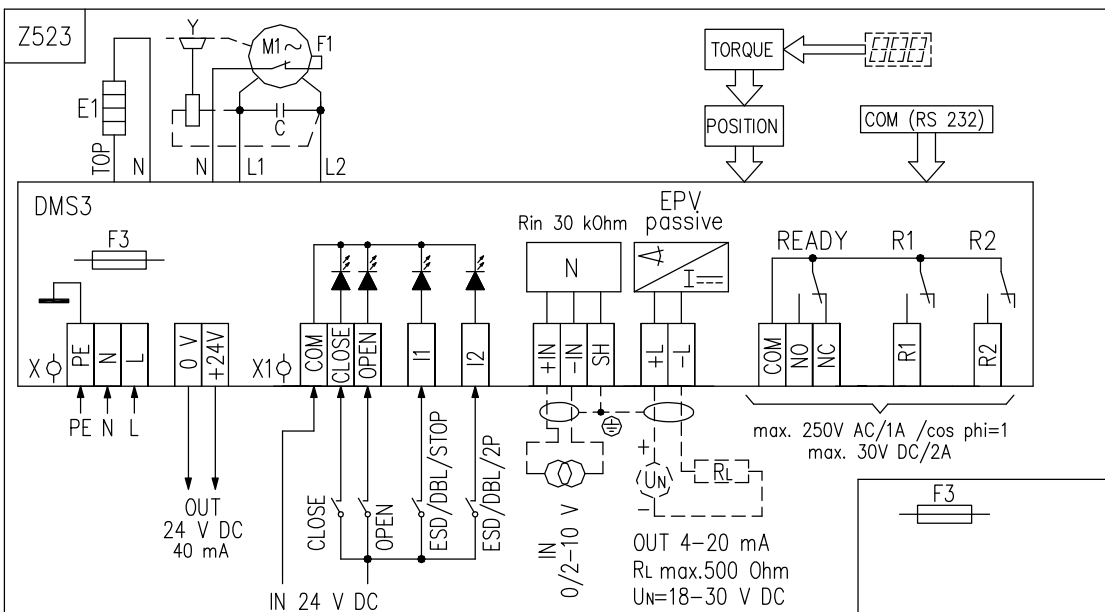 Z523
Y
M1 ~
F1
TORQUE
E1
C
POSITION
COM (RS 232)
TOP
N
N
L1
L2
DMS3
F3
Rin 30 kOhm
EPV
passive
N
I
READY
R1
R2
X
PE
N
L
0 V
+24V
X1
COM
CLOSE
OPEN
I1
I2
+IN
-IN
SH
+L
-L
COM
NO
NC
R1
R2
PE N L
OUT
24 V DC
40 mA
CLOSE
OPEN
ESD/DBL/STOP
ESD/DBL/2P
IN 24 V DC
IN
0/2-10 V
+
UN
-
RL
OUT 4-20 mA
RL max.500 Ohm
UN=18-30 V DC
max. 250V AC/1A /cos phi=1
max. 30V DC/2A
F3